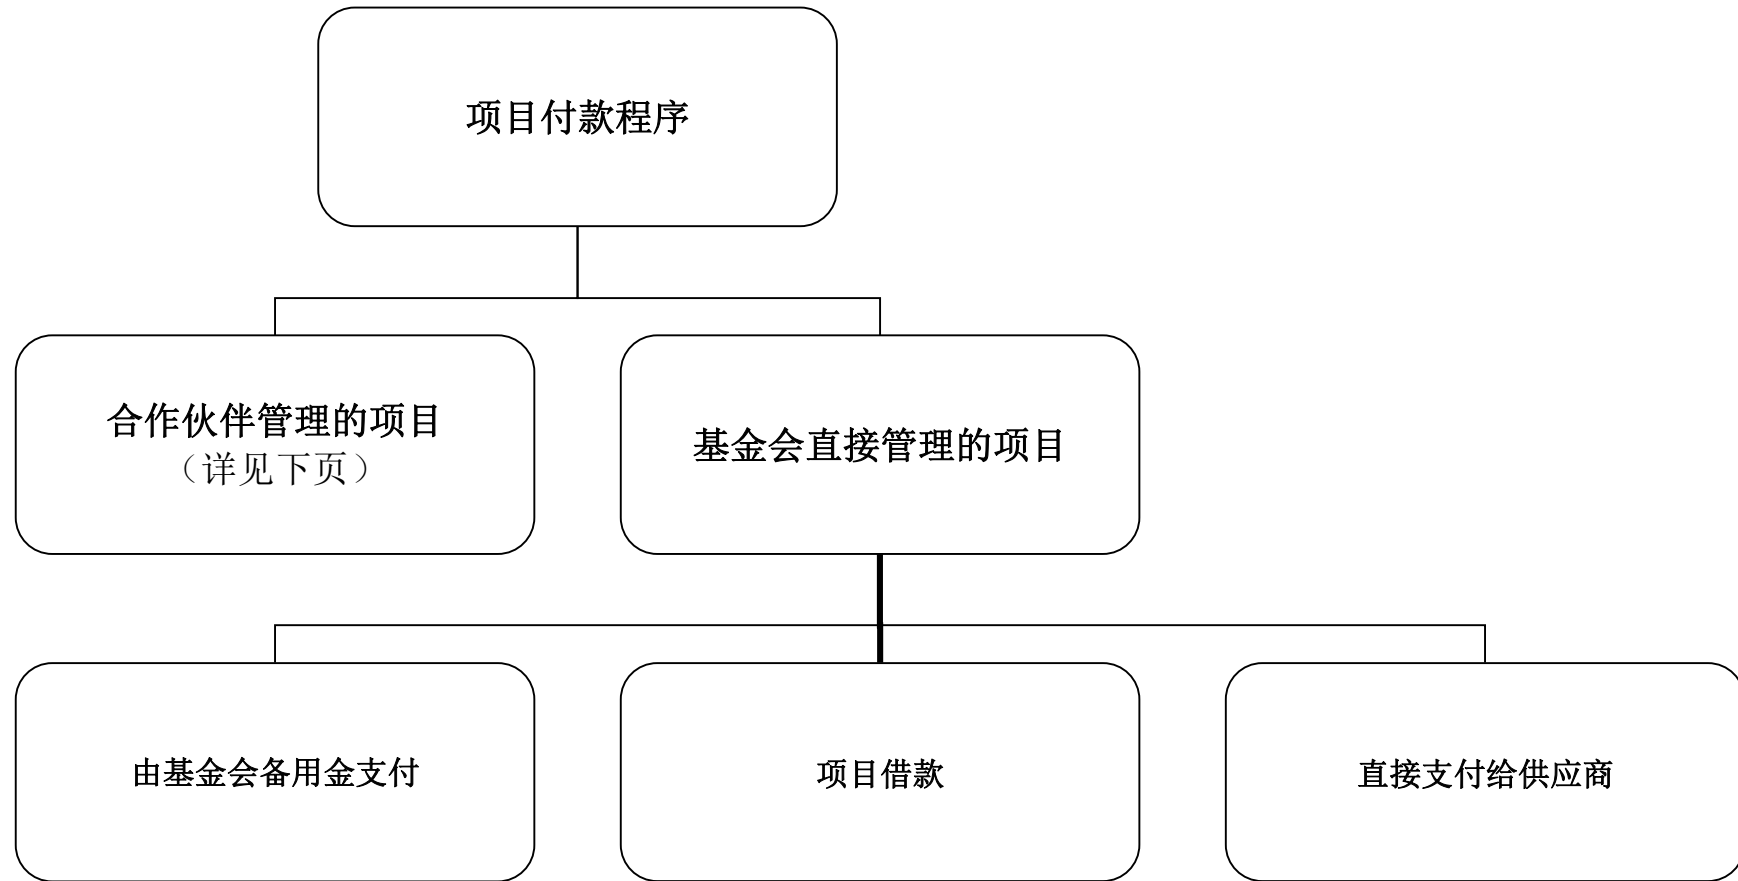 项目付款程序
合作伙伴管理的项目
（详见下页）
基金会直接管理的项目
由基金会备用金支付
项目借款
直接支付给供应商